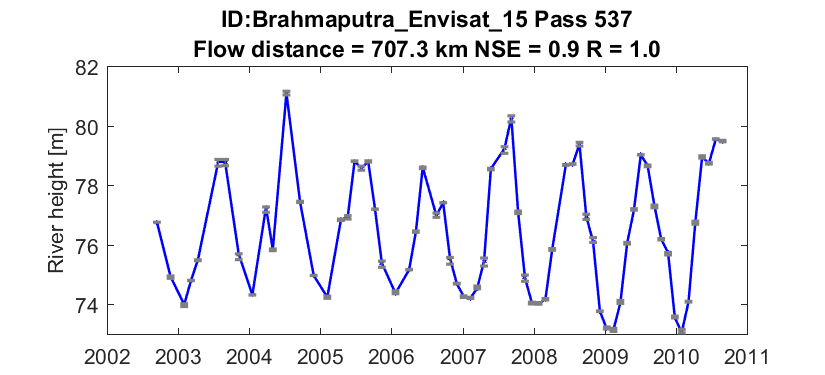 ID:Brahmaputra_Envisat_15 Pass 537
Flow distance = 707.3 km NSE = 0.9 R = 1.0
River height [m]
82
80
78
76
74
2002 2003 2004 2005 2006 2007 2008 2009 2010 2011